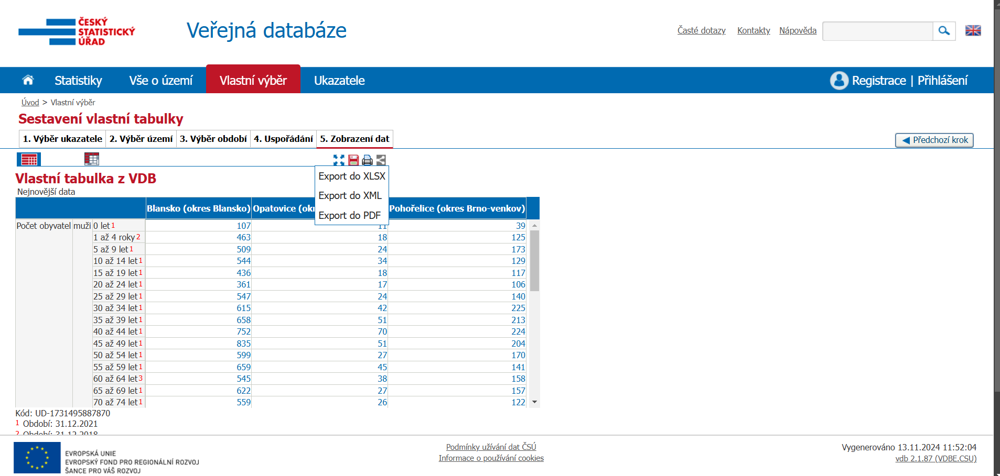 ČESKÝ
STATISTICKÝ
ÚŘAD
Veřejná databáze
Časté dotazy Kontakty Nápověda
Statistiky Vše o území Vlastní výběr Ukazatele Registrace | Přihlášení
Úvod > Vlastní výběr
Sestavení vlastní tabulky
1. Výběr ukazatele 2. Výběr území 3. Výběr období 4. Uspořádání 5. Zobrazení dat
Předchozí krok
Export do XLSX
Export do XML
Export do PDF
Vlastní tabulka z VDB
Nejnovější data
Blansko (okres Blansko) Opatovice (okr Pohořelice (okres Brno-venkov)
Počet obyvatel muži 0 let 1 107 11 39
1 až 4 roky 2 463 18 125
5 až 9 let 1 509 24 173
10 až 14 let 1 544 34 129
15 až 19 let 1 436 18 117
20 až 24 let 1 361 17 106
25 až 29 let 1 547 24 140
30 až 34 let 1 615 42 225
35 až 39 let 1 658 51 213
40 až 44 let 1 752 70 224
45 až 49 let 1 835 51 204
50 až 54 let 1 599 27 170
55 až 59 let 1 659 45 141
60 až 64 let 3 545 38 158
65 až 69 let 1 622 27 157
70 až 74 let 1 559 26 122
Kód: UD-1731495887870
1 Období: 31.12.2021
2 Období: 31.12.2018
EVROPSKÁ UNIE
EVROPSKÝ FOND PRO REGIONÁLNÍ ROZVOJ
ŠANCE PRO VÁŠ ROZVOJ
Podmínky užívání dat ČSÚ
Informace o používání cookies
Vygenerováno 13.11.2024 11:52:04
vdb 2.1.87 (VDBE.CSU)